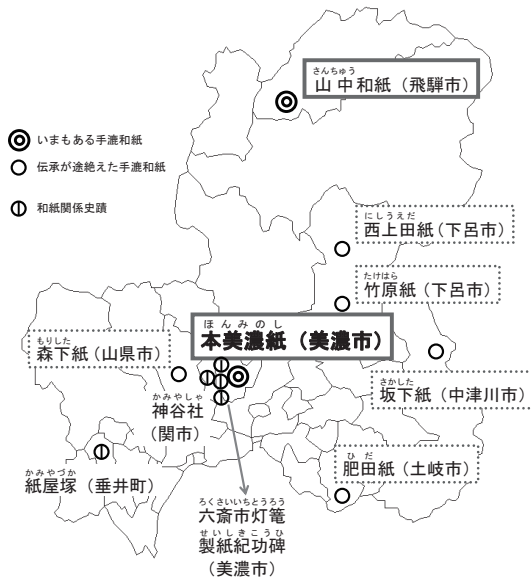 さんちゅう
山中和紙（飛騨市）
いまもある手漉和紙
伝承が途絶えた手漉和紙
和紙関係史蹟
にしうえだ
西上田紙（下呂市）
たけはら
竹原紙（下呂市）
ほんみのし
本美濃紙（美濃市）
もりした
森下紙（山県市）
かみやしゃ
神谷社
（関市）
さかした
坂下紙（中津川市）
かみやづか
紙屋塚（垂井町）
ひだ
肥田紙（土岐市）
ろくさいいちとうろう
六斎市灯篭
せいしきこうひ
製紙紀功碑
（美濃市）